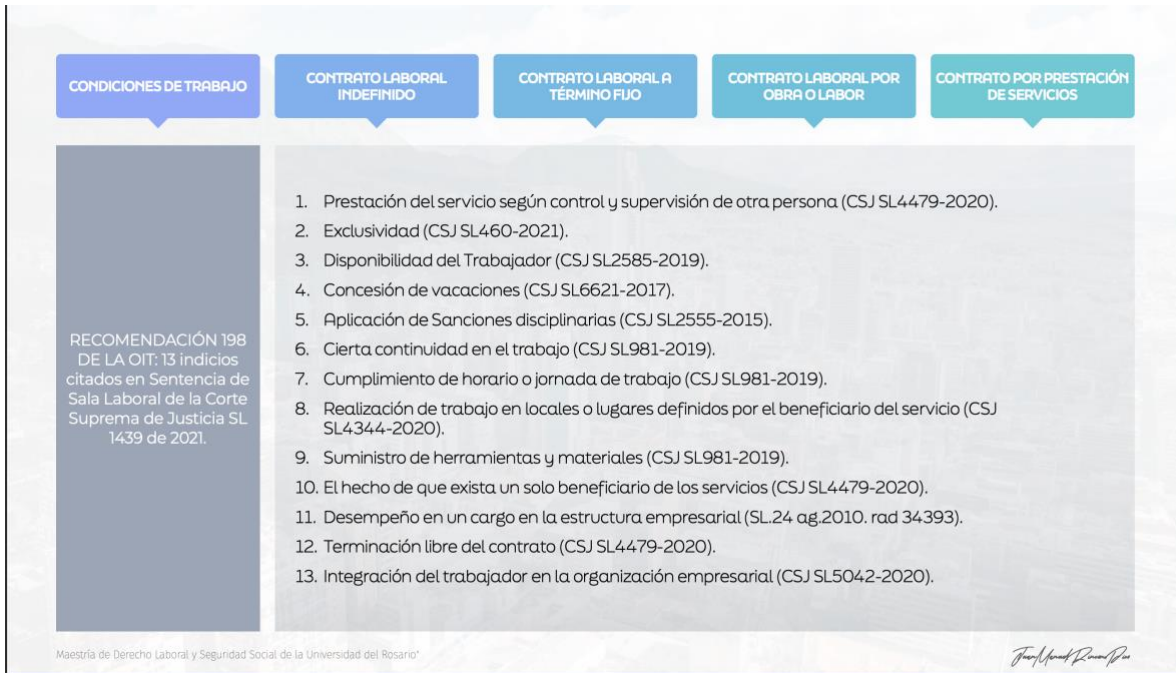 CONDICIONES DE TRABAJO
CONTRATO LABORAL
INDEFINIDO
CONTRATO LABORAL A
TÉRMINO FIJO
CONTRATO LABORAL POR
OBRA O LABOR
CONTRATO POR PRESTACIÓN
DE SERVICIOS
RECOMENDACIÓN 198
DE LA OIT: 13 indicios
citados en Sentencia de
Sala Laboral de la Corte
Suprema de Justicia SL
1439 de 2021.
1. Prestación del servicio según control y supervisión de otra persona (CSJ SL4479-2020).
2. Exclusividad (CSJ SL460-2021).
3. Disponibilidad del Trabajador (CSJ SL2585-2019).
4. Concesión de vacaciones (CSJ SL6621-2017).
5. Aplicación de Sanciones disciplinarias (CSJ SL2555-2015).
6. Cierta continuidad en el trabajo (CSJ SL981-2019).
7. Cumplimiento de horario o jornada de trabajo (CSJ SL981-2019).
8. Realización de trabajo en locales o lugares definidos por el beneficiario del servicio (CSJ
SL4344-2020).
9. Suministro de herramientas y materiales (CSJ SL981-2019).
10. El hecho de que exista un solo beneficiario de los servicios (CSJ SL4479-2020).
11. Desempeño en un cargo en la estructura empresarial (SL.24 ag.2010. rad 34393).
12. Terminación libre del contrato (CSJ SL4479-2020).
13. Integración del trabajador en la organización empresarial (CSJ SL5042-2020).
Maestría de Derecho Laboral y Seguridad Social de la Universidad del Rosario"